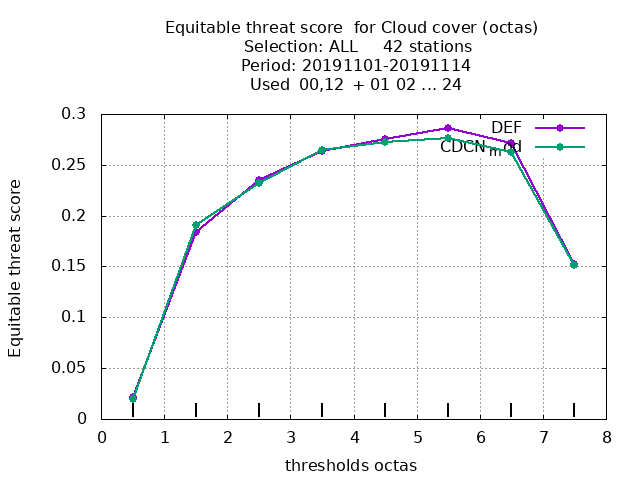 Equitable threat score  for Cloud cover (octas)
Selection: ALL     42 stations
Period: 20191101-20191114
Used  00,12  + 01 02 ... 24
Equitable threat score
0.3
0.25
0.2
0.15
0.1
0.05
0
DEF
0 1 2 3 4 5 6 7 8
thresholds octas